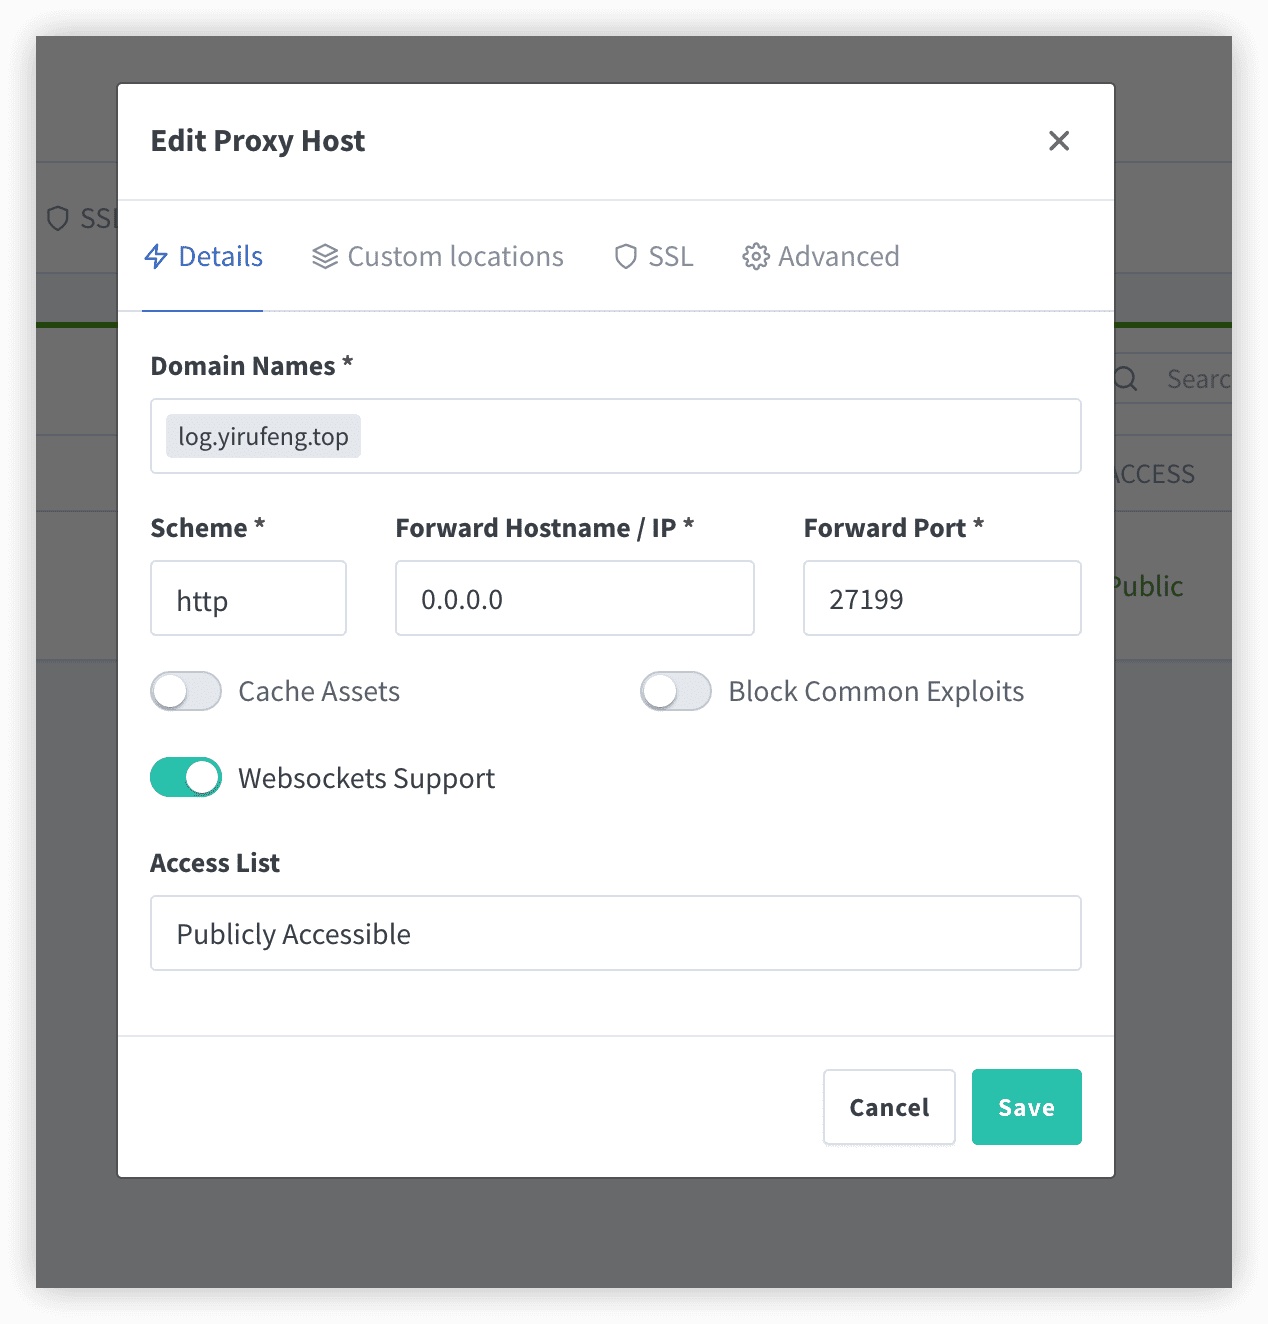 Edit Proxy Host
SSL
Details Custom locations SSL Advanced
Domain Names *
Searc
log.yirufeng.top
ACCESS
Scheme * Forward Hostname / IP * Forward Port *
http 0.0.0.0 27199
Public
Cache Assets Block Common Exploits
Websockets Support
Access List
Publicly Accessible
Cancel Save